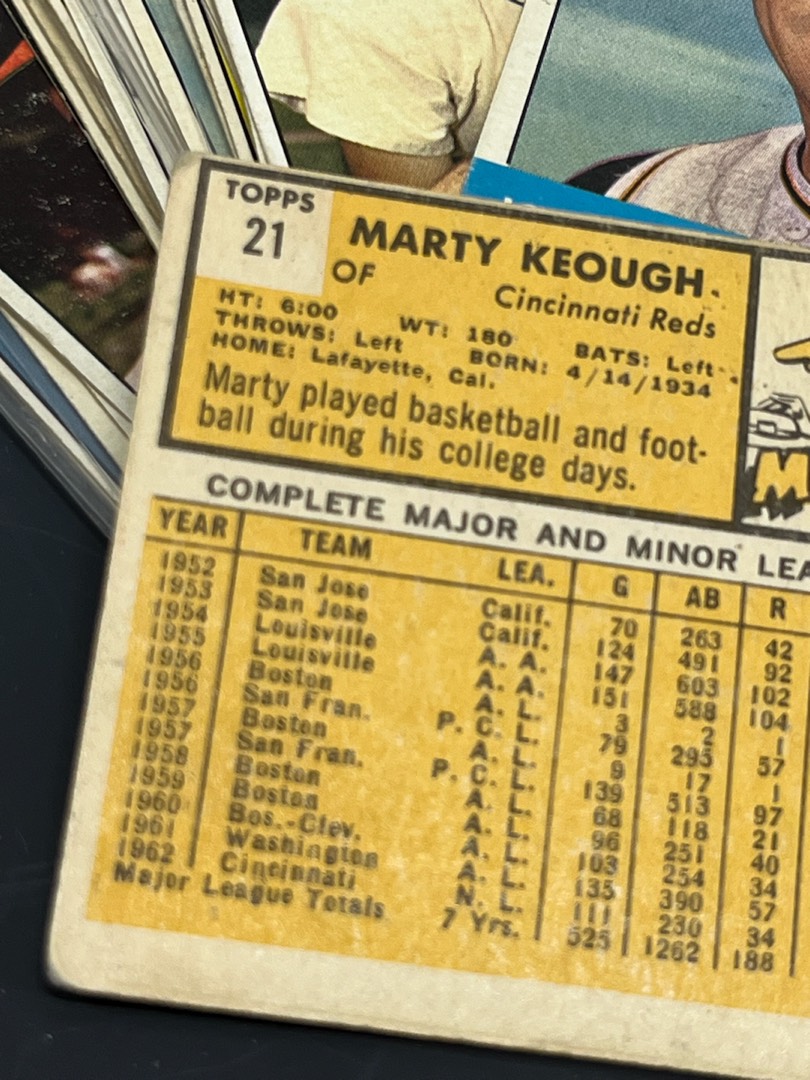 TOPPS
21
MARTY KEOUGH
OF
Cincinnati Reds
HT: 6:00 WT: 180 BATS: Left
THROWS: Left BORN: 4/14/1934
HOME: Lafayette, Cal.
Marty played basketball and foot-
ball during his college days.
COMPLETE MAJOR AND MINOR LEA
YEAR TEAM LEA. G AB R
1952 San Jose Calif. 70 263 42
1953 San Jose Calif. 124 491 92
1954 Louisville A. A. 147 603 102
1955 Louisville A. A. 151 588 104
1956 Boston A. L. 3 2 1
1956 San Fran. P. C. L. 79 295 57
1957 Boston A. L. 9 17 1
1957 San Fran. P. C. L. 139 513 97
1958 Boston A. L. 68 118 21
1959 Boston A. L. 96 251 40
1960 Bos.-Clev. A. L. 103 254 34
1961 Washington A. L. 135 390 57
1962 Cincinnati N. L. 111 230 34
Major League Totals 7 Yrs. 525 1262 188